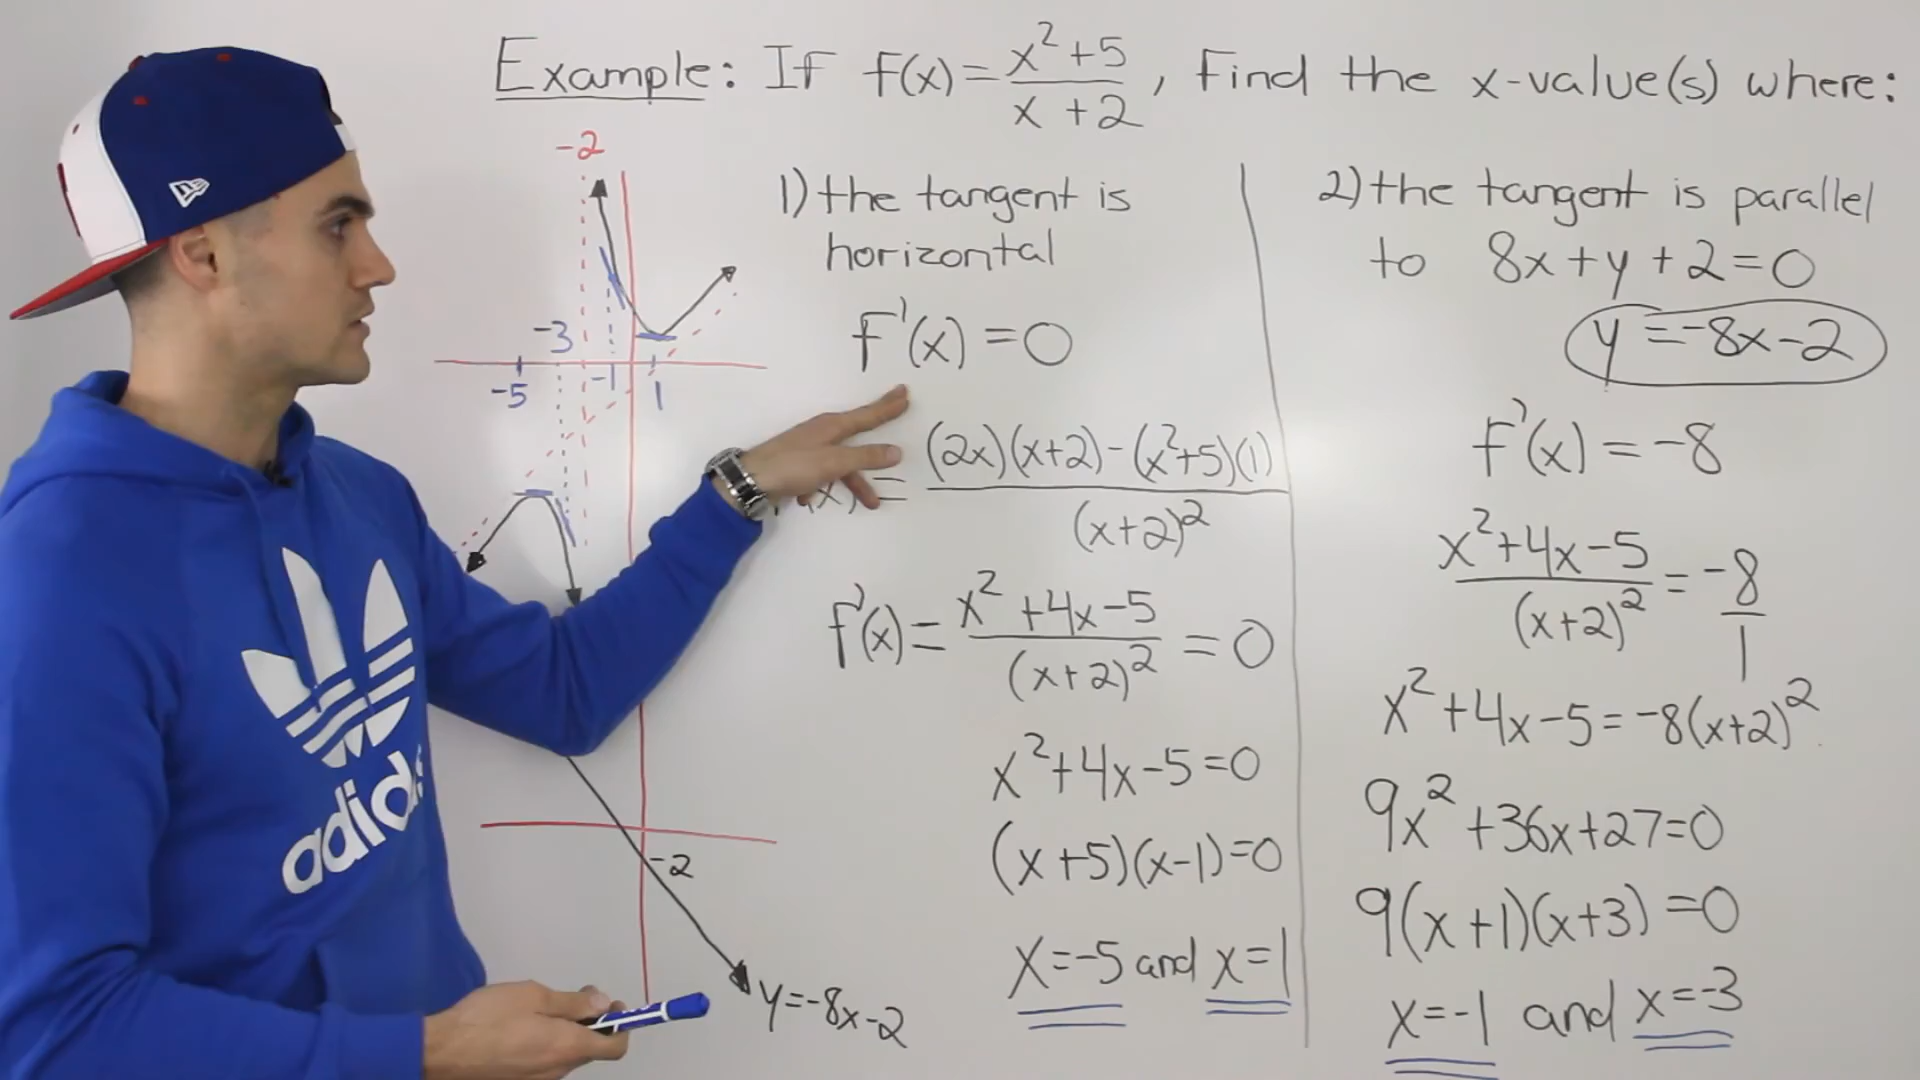 Example: If f(x) = (x²+5)/(x+2), Find the x-value(s) where:
1) the tangent is
horizontal
f'(x) = 0
(x) = ((2x)(x+2)-(x²+5)(1))/(x+2)²
f'(x) = (x²+4x-5)/(x+2)² = 0
x²+4x-5=0
(x+5)(x-1)=0
x=-5 and x=1
2) the tangent is parallel
to 8x+y+2=0
y=-8x-2
f'(x) = -8
(x²+4x-5)/(x+2)² = -8/1
x²+4x-5=-8(x+2)²
9x²+36x+27=0
9(x+1)(x+3)=0
x=-1 and x=-3
-2
-3
-5
-1
1
-2
y=-8x-2
adidas